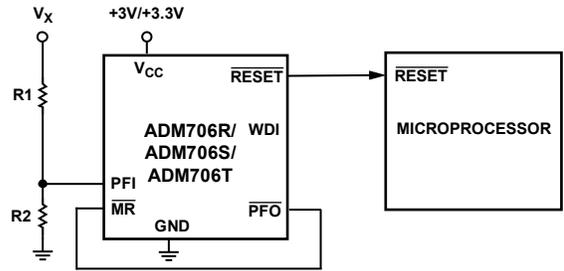 VX
+3V/+3.3V
VCC
RESET
RESET
R1
ADM706R/
ADM706S/
ADM706T
WDI
MICROPROCESSOR
PFI
R2
MR
PFO
GND